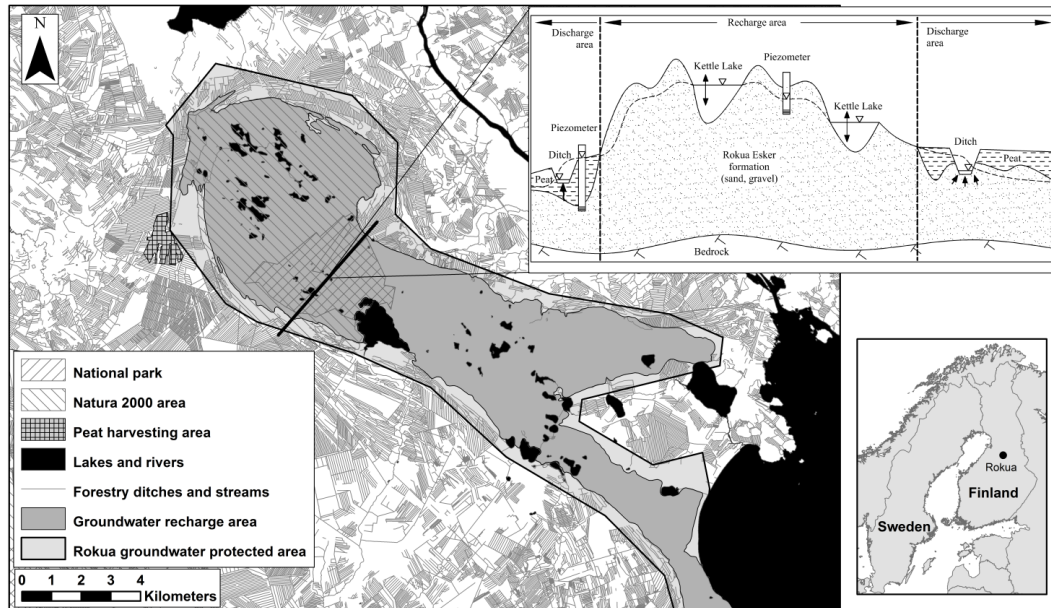 N
National park
Natura 2000 area
Peat harvesting area
Lakes and rivers
Forestry ditches and streams
Groundwater recharge area
Rokua groundwater protected area
0 1 2 3 4
Kilometers
Discharge
area
Recharge area
Discharge
area
Kettle Lake
Piezometer
Kettle Lake
Piezometer
Ditch
Peat
Rokua Esker
formation
(sand, gravel)
Ditch
Peat
Bedrock
Rokua
Finland
Sweden